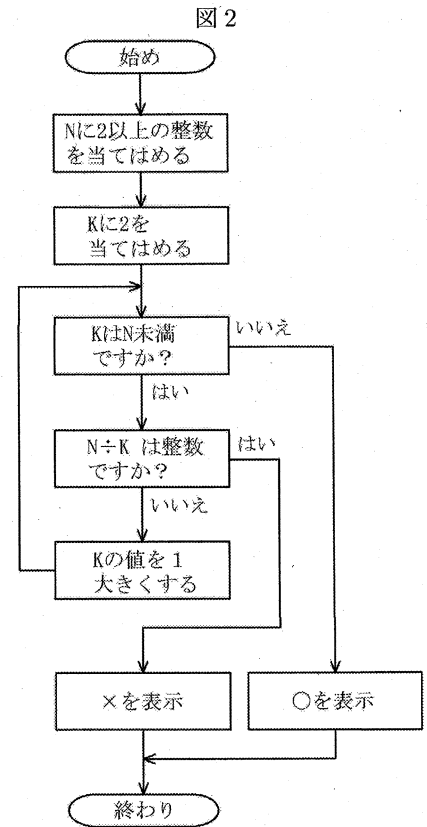 図2
始め
Nに2以上の整数
を当てはめる
Kに2を
当てはめる
KはN未満
ですか？
いいえ
はい
N÷K は整数
ですか？
はい
いいえ
Kの値を1
大きくする
×を表示
○を表示
終わり